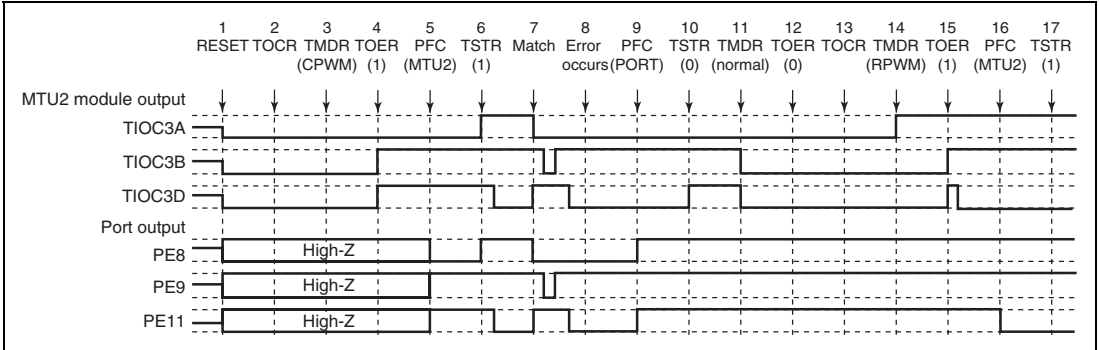 1 2 3 4 5 6 7 8 9 10 11 12 13 14 15 16 17
RESET TOCR TMDR TOER PFC TSTR Match Error PFC TSTR TMDR TOER TOCR TMDR TOER PFC TSTR
(CPWM) (1) (MTU2) (1) occurs (PORT) (0) (normal) (0) (RPWM) (1) (MTU2) (1)
MTU2 module output
TIOC3A
TIOC3B
TIOC3D
Port output
PE8 High-Z
PE9 High-Z
PE11 High-Z